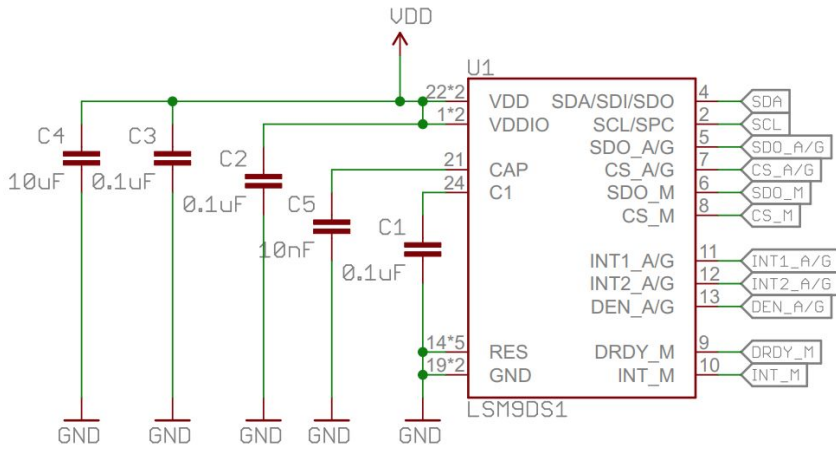 VDD
U1
22*2 VDD SDA/SDI/SDO 4 SDA
1*2 VDDIO SCL/SPC 2 SCL
SDO_A/G 5 SDO_A/G
C4 C3 C2 C5 C1
10uF 0.1uF 0.1uF 10nF 0.1uF
21 CAP CS_A/G 7 CS_A/G
24 C1 SDO_M 6 SDO_M
CS_M 8 CS_M
INT1_A/G 11 INT1_A/G
INT2_A/G 12 INT2_A/G
DEN_A/G 13 DEN_A/G
14*5 RES DRDY_M 9 DRDY_M
19*2 GND INT_M 10 INT_M
LSM9DS1
GND GND GND GND GND